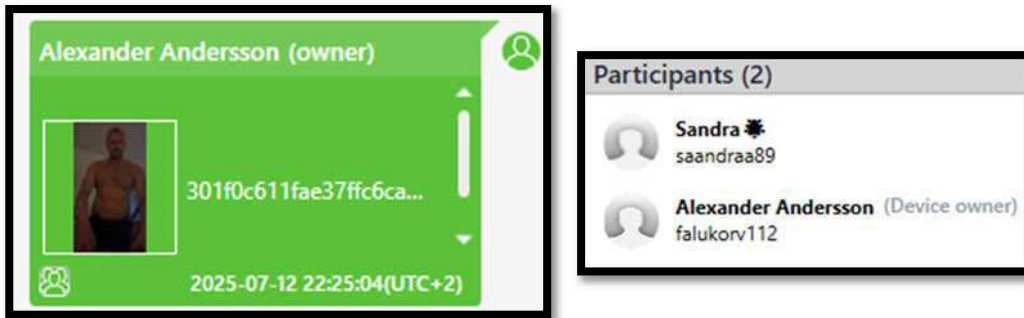 Alexander Andersson (owner)
301f0c611fae37ffc6ca...
2025-07-12 22:25:04(UTC+2)
Participants (2)
Sandra
saandraa89
Alexander Andersson (Device owner)
falukorv112